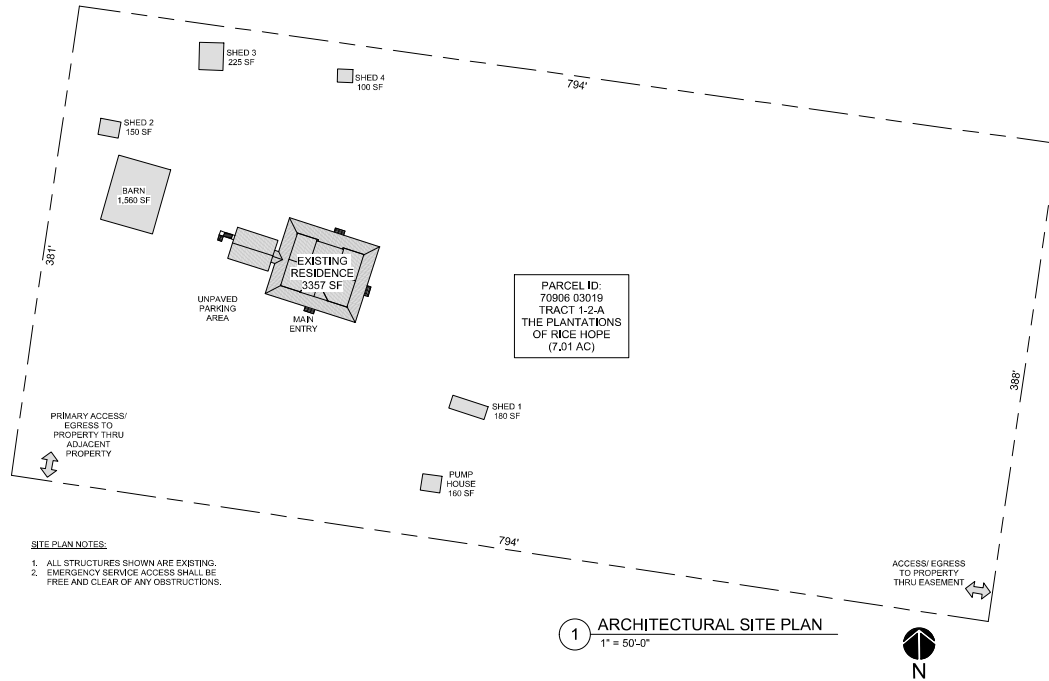 SHED 3
225 SF
SHED 4
100 SF
794'
SHED 2
150 SF
BARN
1,560 SF
381'
EXISTING
RESIDENCE
3357 SF
UNPAVED
PARKING
AREA
MAIN
ENTRY
PARCEL ID:
70906 03019
TRACT 1-2-A
THE PLANTATIONS
OF RICE HOPE
(7.01 AC)
388'
SHED 1
180 SF
PRIMARY ACCESS/
EGRESS TO
PROPERTY THRU
ADJACENT
PROPERTY
PUMP
HOUSE
160 SF
794'
SITE PLAN NOTES:
1. ALL STRUCTURES SHOWN ARE EXISTING.
2. EMERGENCY SERVICE ACCESS SHALL BE
FREE AND CLEAR OF ANY OBSTRUCTIONS.
ACCESS/ EGRESS
TO PROPERTY
THRU EASEMENT
1 ARCHITECTURAL SITE PLAN
1" = 50'-0"
N